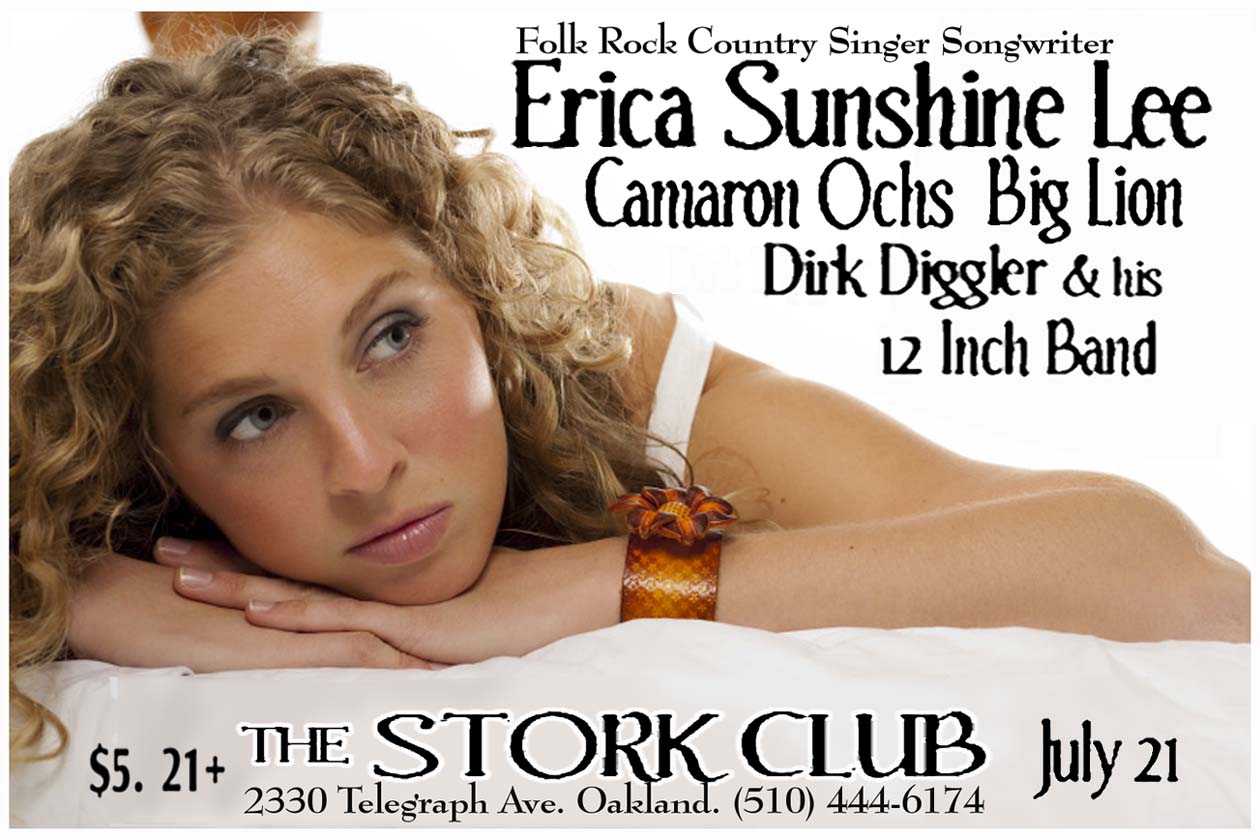 Folk Rock Country Singer Songwriter
Erica Sunshine Lee
Camaron Ochs Big Lion
Dirk Diggler & his
12 Inch Band
$5. 21+ THE STORK CLUB July 21
2330 Telegraph Ave. Oakland. (510) 444-6174